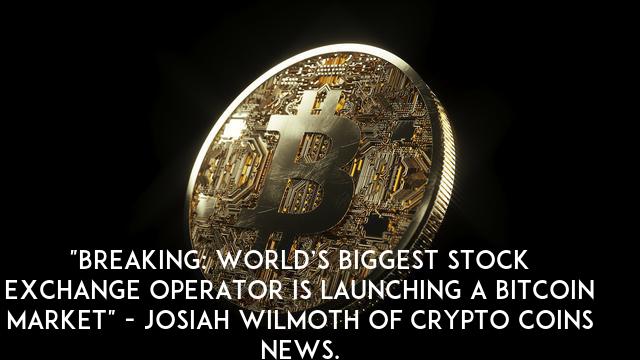 "BREAKING: WORLD'S BIGGEST STOCK
EXCHANGE OPERATOR IS LAUNCHING A BITCOIN
MARKET" - JOSIAH WILMOTH OF CRYPTO COINS
NEWS.